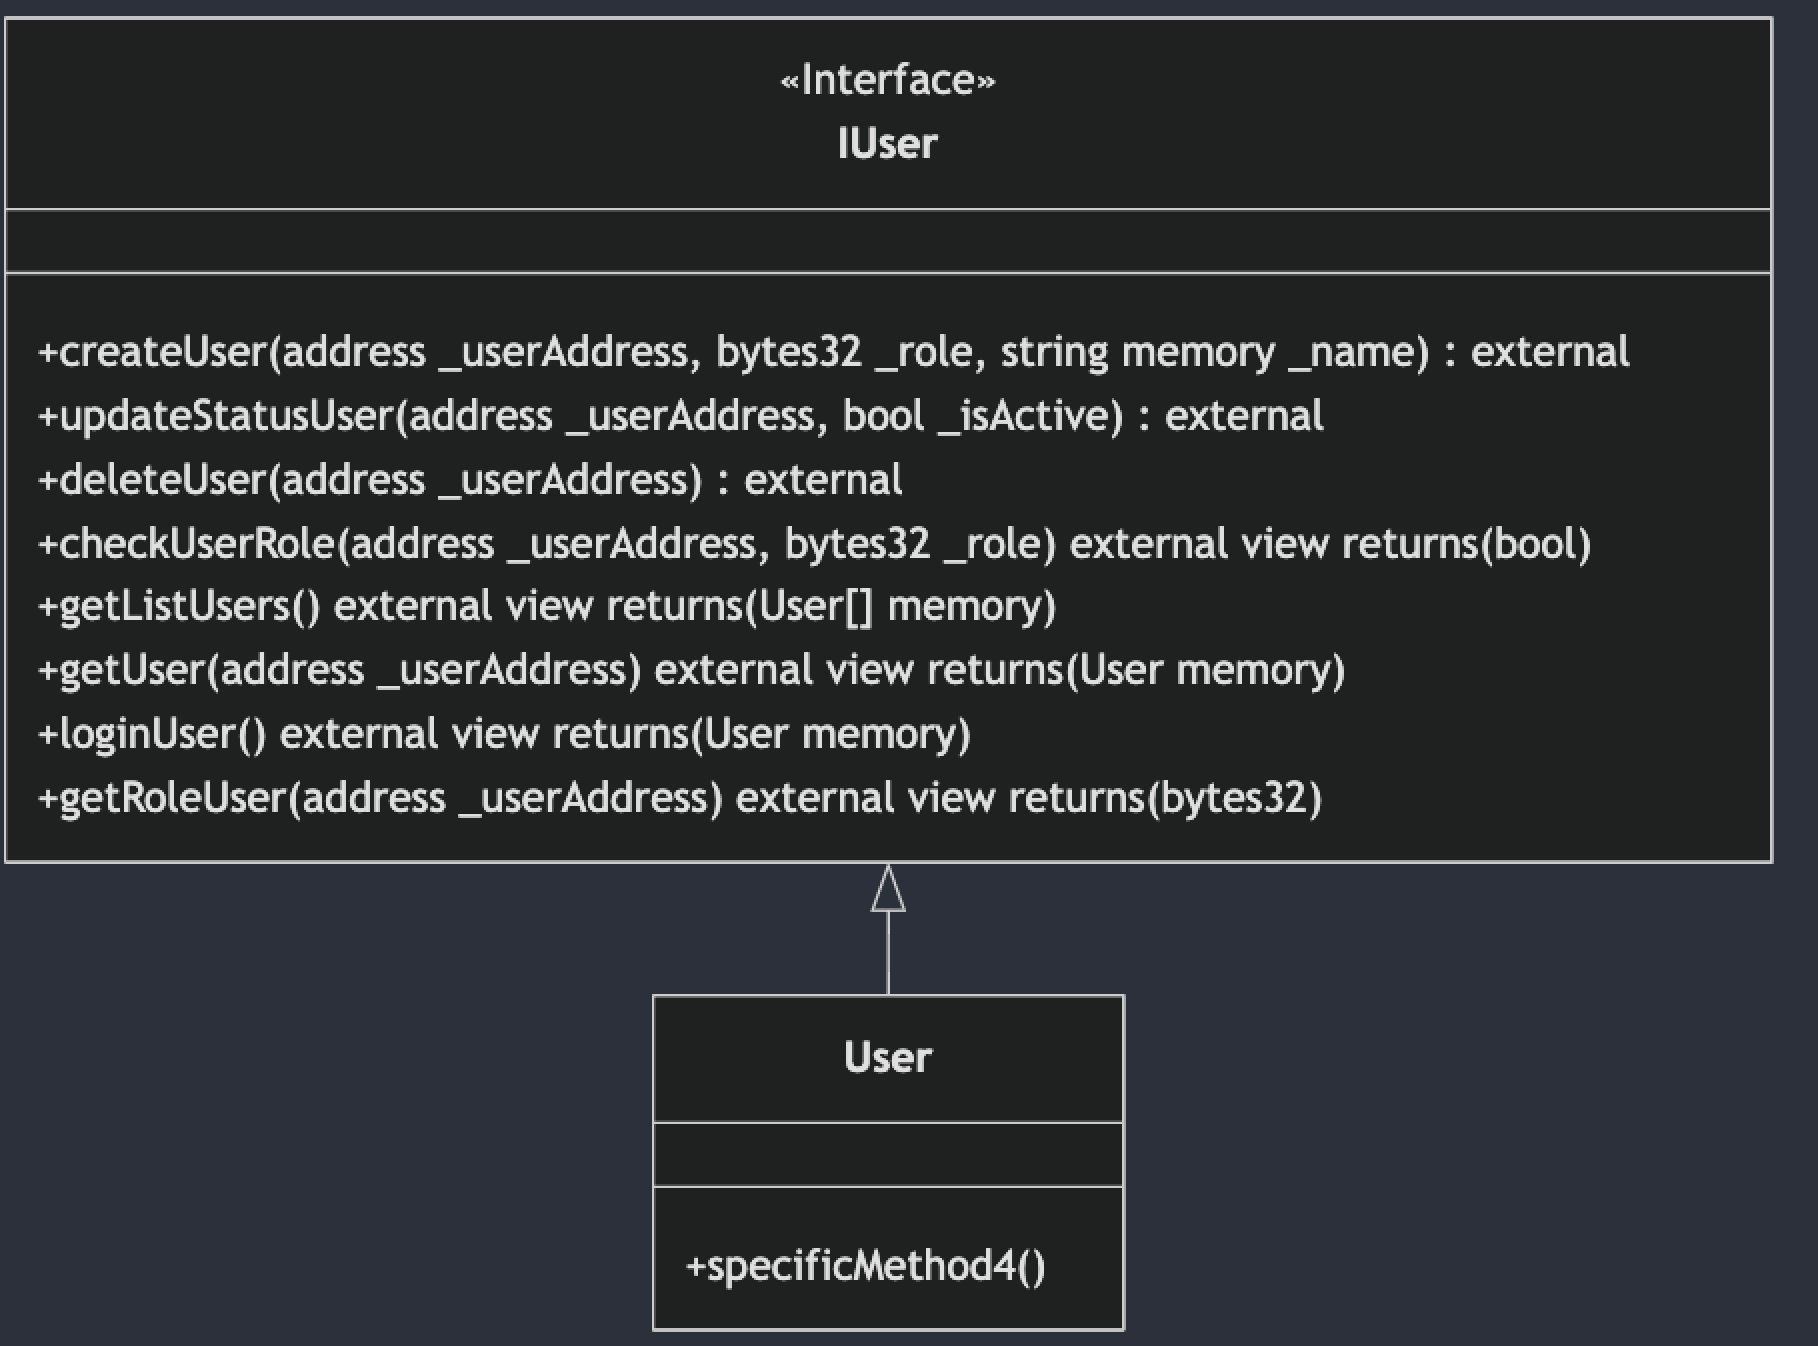 «Interface»
IUser
+createUser(address _userAddress, bytes32 _role, string memory _name) : external
+updateStatusUser(address _userAddress, bool _isActive) : external
+deleteUser(address _userAddress) : external
+checkUserRole(address _userAddress, bytes32 _role) external view returns(bool)
+getListUsers() external view returns(User[] memory)
+getUser(address _userAddress) external view returns(User memory)
+loginUser() external view returns(User memory)
+getRoleUser(address _userAddress) external view returns(bytes32)
User
+specificMethod4()